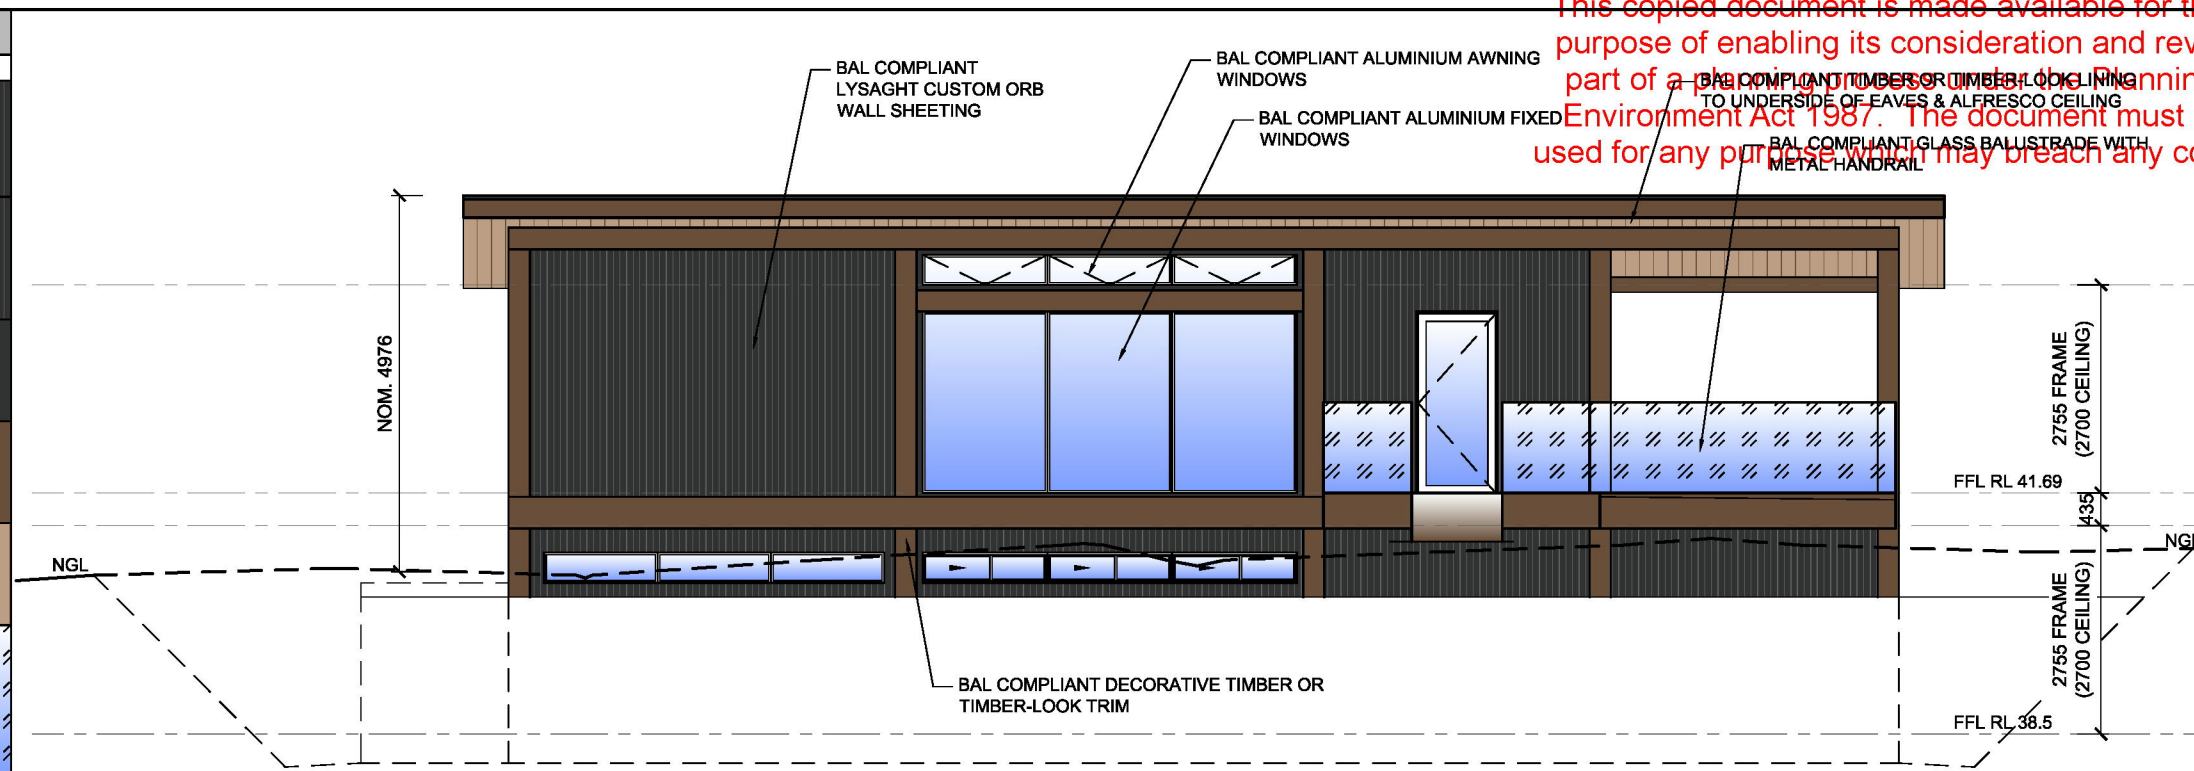 This copied document is made available for t
purpose of enabling its consideration and rev
part of a planning process under the Plannin
Environment Act 1987. The document must
used for any purpose which may breach any co
BAL COMPLIANT
LYSAGHT CUSTOM ORB
WALL SHEETING
BAL COMPLIANT ALUMINIUM AWNING
WINDOWS
BAL COMPLIANT ALUMINIUM FIXED
WINDOWS
BAL COMPLIANT TIMBER OR TIMBER-LOOK LINING
TO UNDERSIDE OF EAVES & ALFRESCO CEILING
BAL COMPLIANT GLASS BALUSTRADE WITH
METAL HANDRAIL
NOM. 4976
2755 FRAME
(2700 CEILING)
FFL RL 41.69
435
NGL
NGL
2755 FRAME
(2700 CEILING)
BAL COMPLIANT DECORATIVE TIMBER OR
TIMBER-LOOK TRIM
FFL RL 38.5